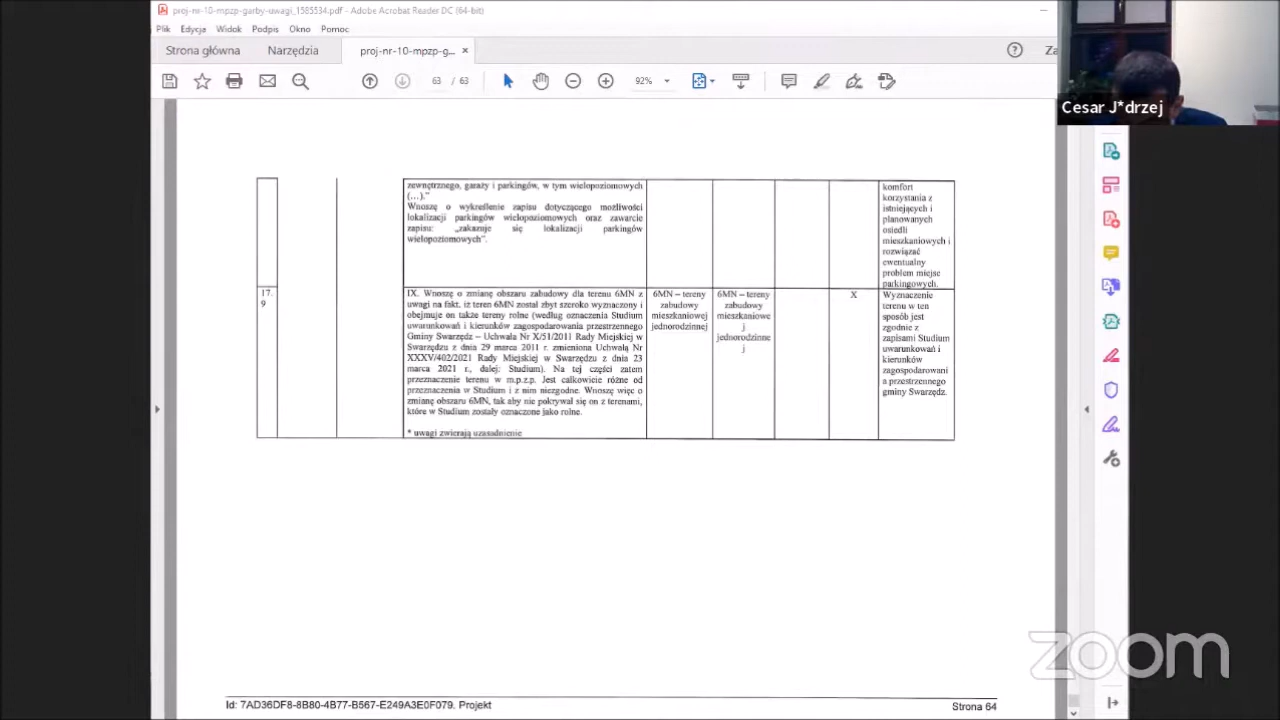 proj-nr-10-mpzp-garby-uwagi_1585534.pdf - Adobe Acrobat Reader DC (64-bit)
Plik Edycja Widok Podpis Okno Pomoc
Strona główna Narzędzia proj-nr-10-mpzp-g... × ? Za
63 / 63 92%
Cesar J*drzej
zewnętrznego, garaży i parkingów, w tym wielopoziomowych
(…).”
Wnoszę o wykreślenie zapisu dotyczącego możliwości
lokalizacji parkingów wielopoziomowych oraz zawarcie
zapisu: „zakazuje się lokalizacji parkingów
wielopoziomowych”.
komfort
korzystania z
istniejących i
planowanych
osiedli
mieszkaniowych i
rozwiązać
ewentualny
problem miejsc
parkingowych.
17.
9
IX. Wnoszę o zmianę obszaru zabudowy dla terenu 6MN z
uwagi na fakt, iż teren 6MN został zbyt szeroko wyznaczony i
obejmuje on także tereny rolne (według oznaczenia Studium
uwarunkowań i kierunków zagospodarowania przestrzennego
Gminy Swarzędz – Uchwała Nr X/51/2011 Rady Miejskiej w
Swarzędzu z dnia 29 marca 2011 r. zmieniona Uchwałą Nr
XXXV/402/2021 Rady Miejskiej w Swarzędzu z dnia 23
marca 2021 r., dalej: Studium). Na tej części zatem
przeznaczenie terenu w m.p.z.p. Jest całkowicie różne od
przeznaczenia w Studium i z nim niezgodne. Wnoszę więc o
zmianę obszaru 6MN, tak aby nie pokrywał się on z terenami,
które w Studium zostały oznaczone jako rolne.
* uwagi zwierają uzasadnienie
6MN – tereny
zabudowy
mieszkaniowej
jednorodzinnej
6MN – tereny
zabudowy
mieszkaniowe
j
jednorodzinne
j
X
Wyznaczenie
terenu w ten
sposób jest
zgodnie z
zapisami Studium
uwarunkowań i
kierunków
zagospodarowani
a przestrzennego
gminy Swarzędz.
zoom
Id: 7AD36DF8-8B80-4B77-B567-E249A3E0F079. Projekt Strona 64